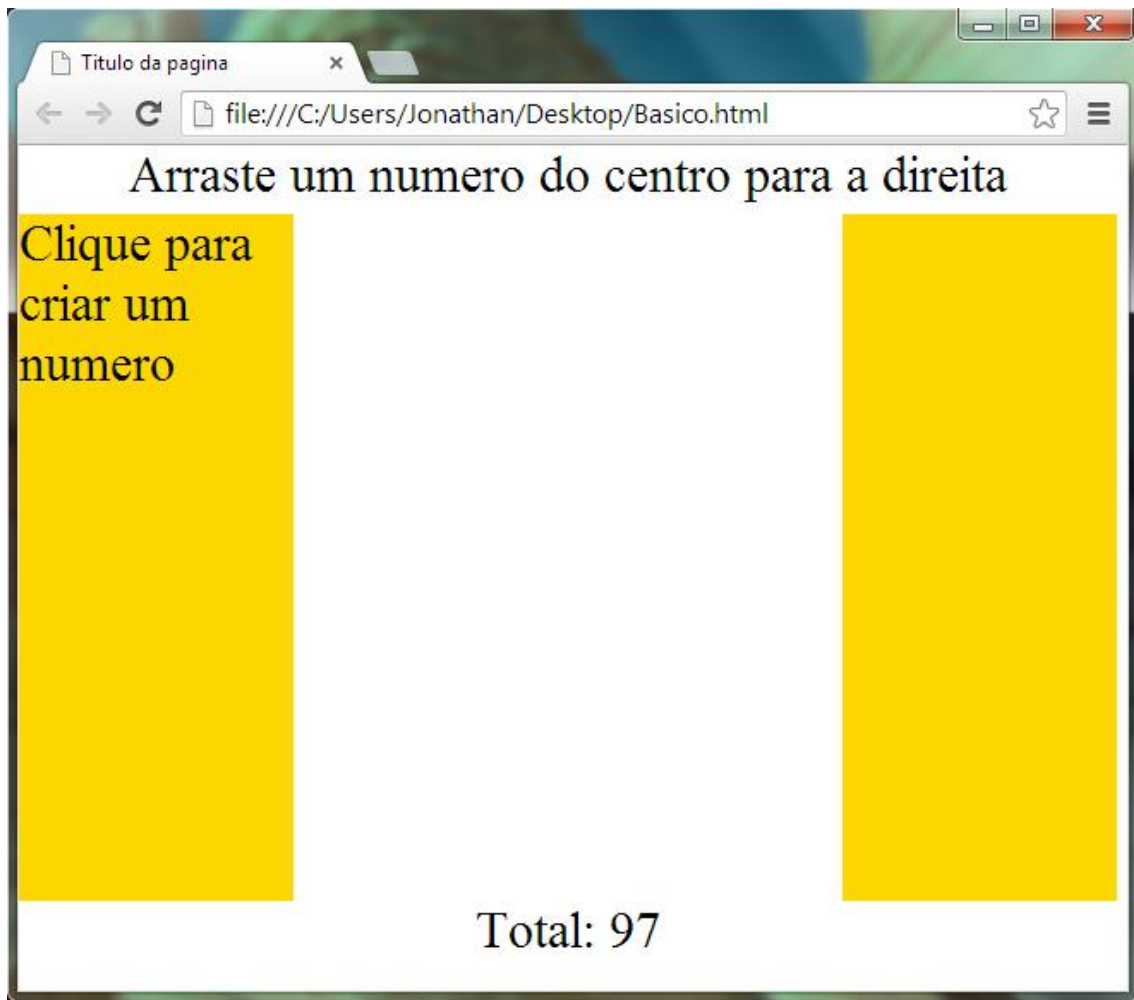 Titulo da pagina
file:///C:/Users/Jonathan/Desktop/Basico.html
Arraste um numero do centro para a direita
Clique para
criar um
numero
Total: 97